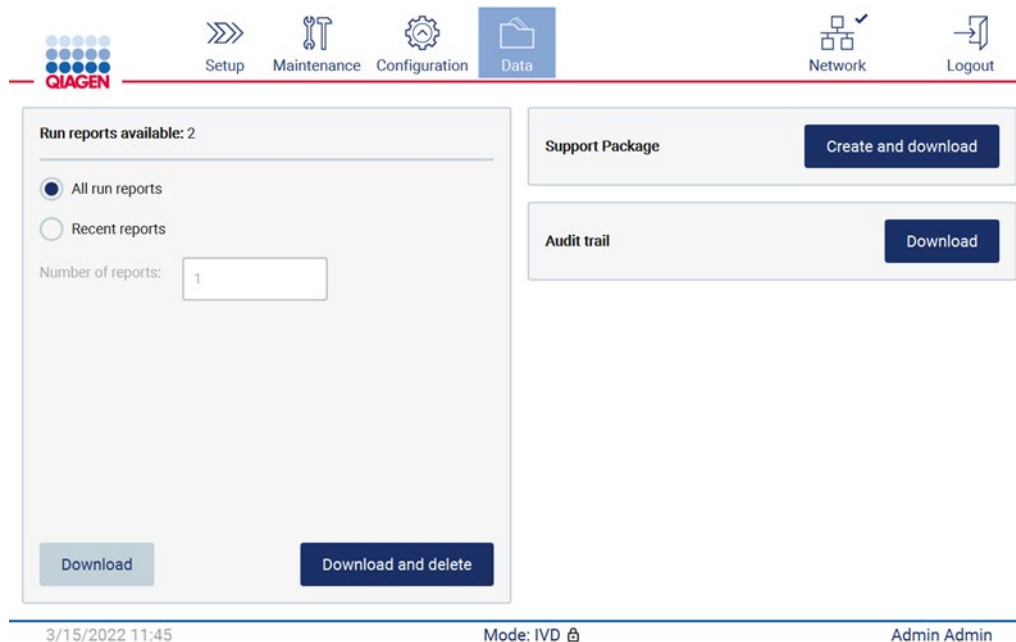 QIAGEN
Setup
Maintenance
Configuration
Data
Network
Logout
Run reports available: 2
All run reports
Recent reports
Number of reports:
1
Download
Download and delete
Support Package
Create and download
Audit trail
Download
3/15/2022 11:45
Mode: IVD
Admin Admin